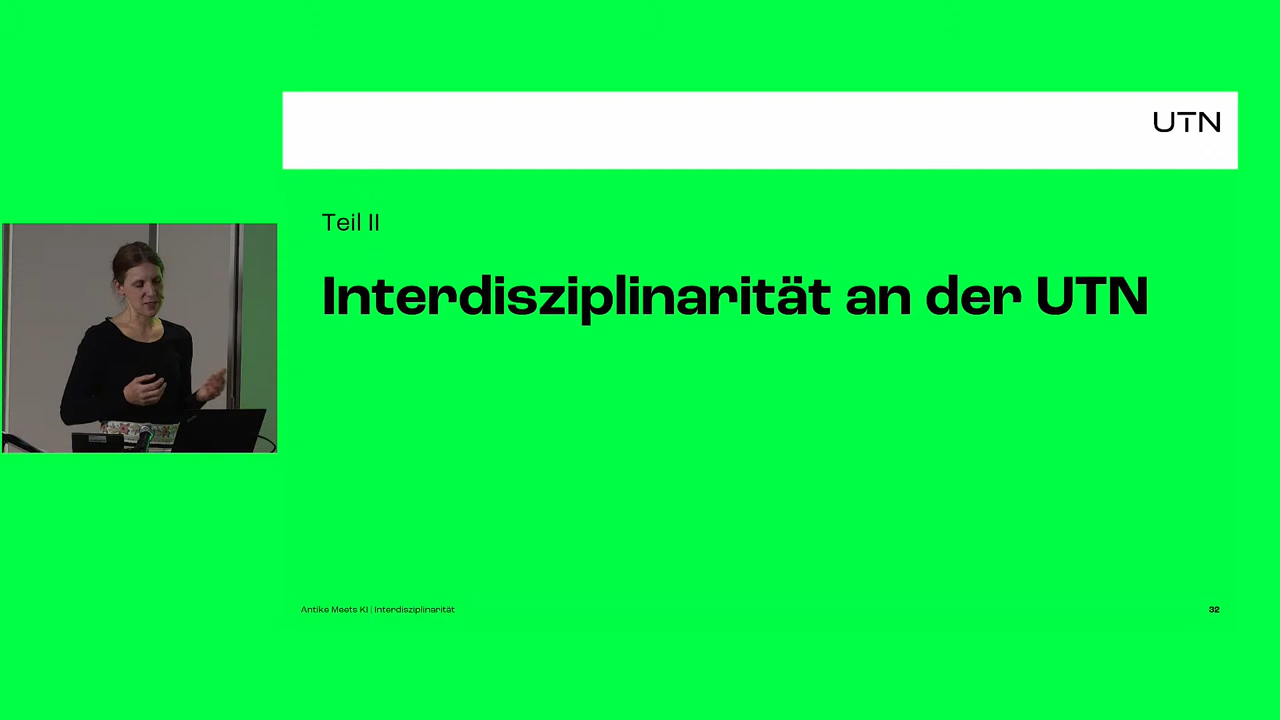 UTN
Teil II
Interdisziplinarität an der UTN
Antike Meets KI | Interdisziplinarität
32